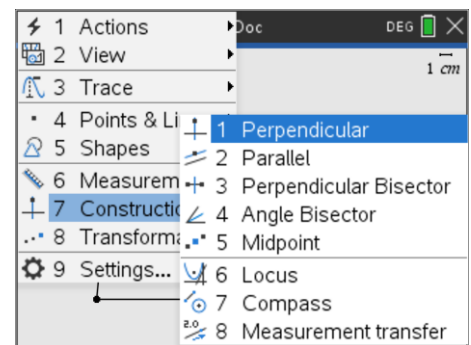 1 Actions
Doc DEG
2 View
1 cm
3 Trace
4 Points & Li
5 Shapes
6 Measurem
7 Constructio
8 Transforma
9 Settings...
1 Perpendicular
2 Parallel
3 Perpendicular Bisector
4 Angle Bisector
5 Midpoint
6 Locus
7 Compass
2.0
8 Measurement transfer